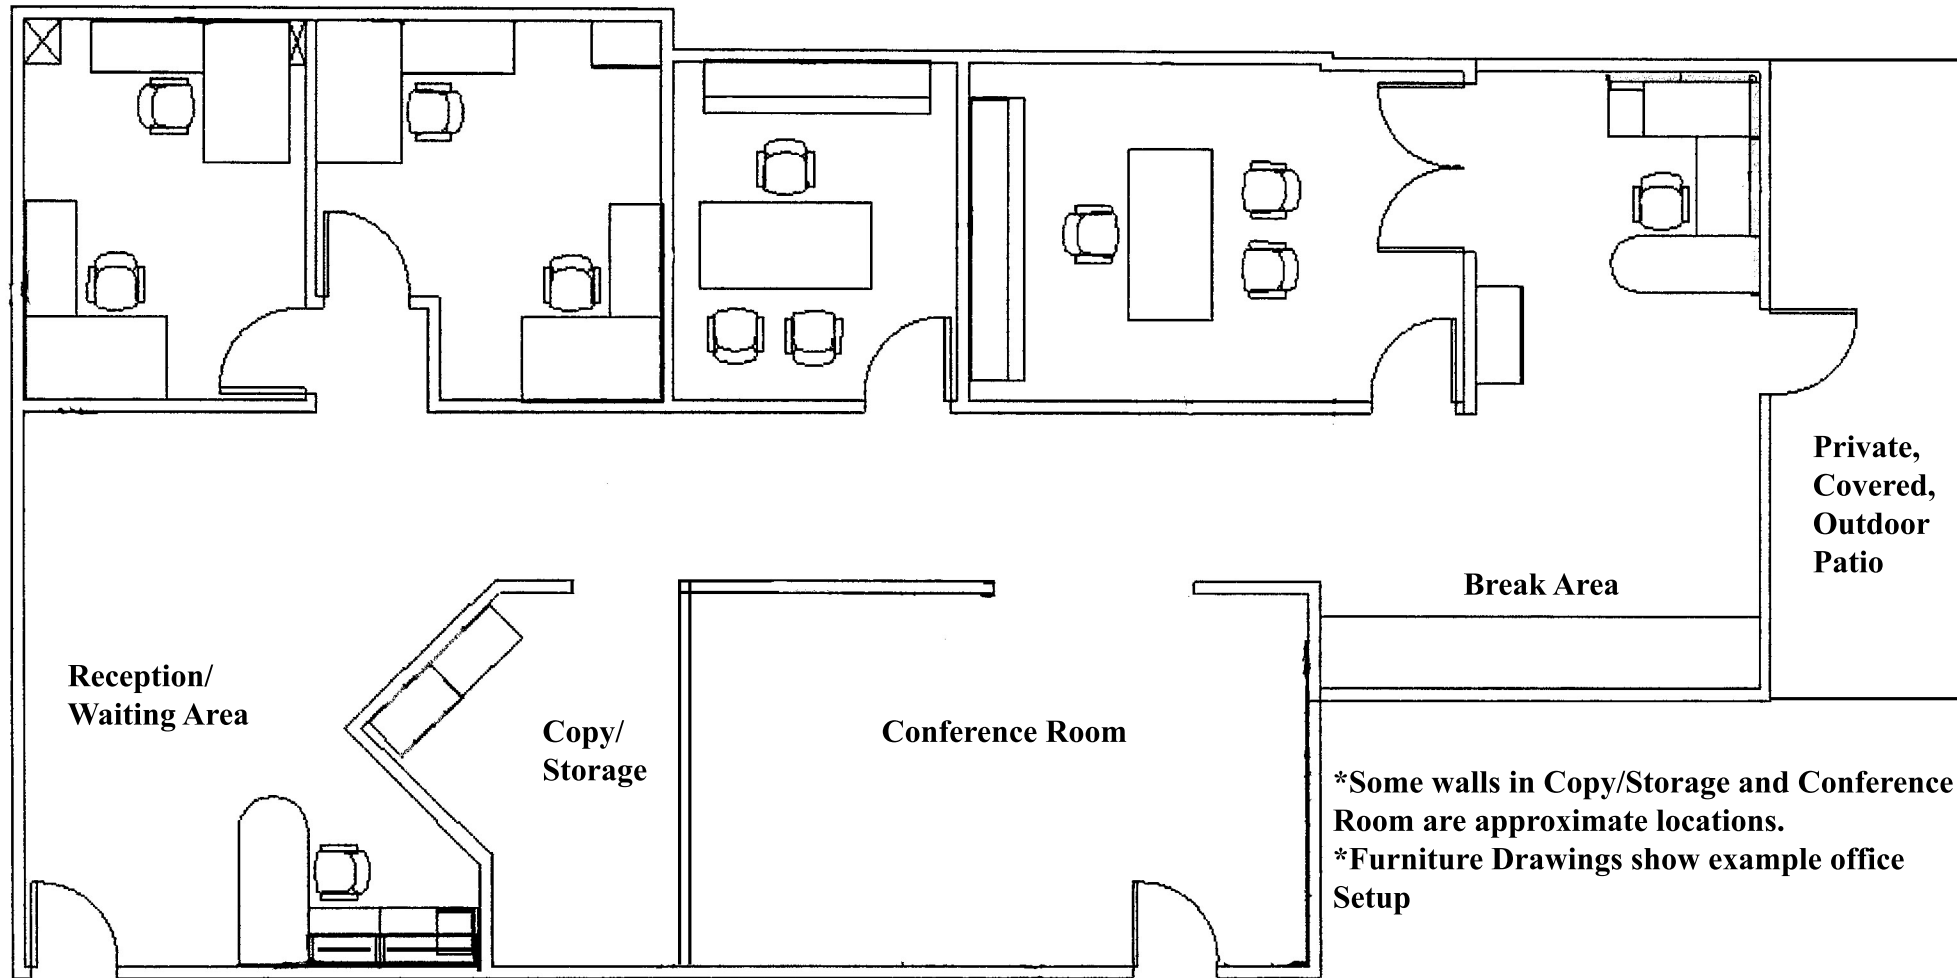 Private,
Covered,
Outdoor
Patio
Break Area
Reception/
Waiting Area
Copy/
Storage
Conference Room
*Some walls in Copy/Storage and Conference
Room are approximate locations.
*Furniture Drawings show example office
Setup